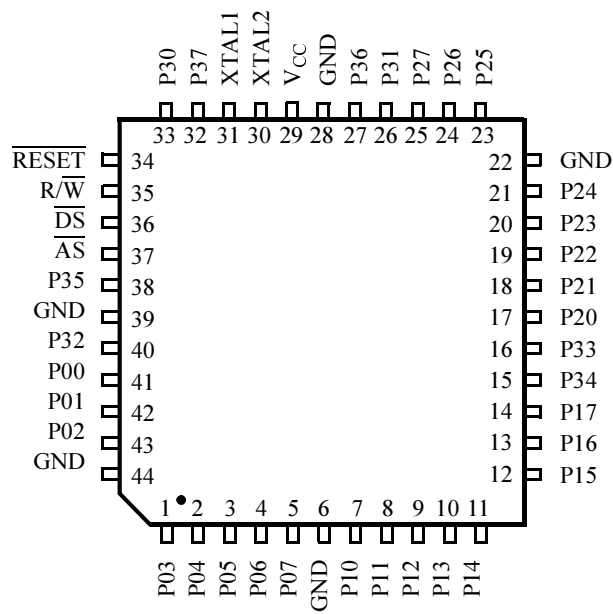 P30 P37 XTAL1 XTAL2 VCC GND P36 P31 P27 P26 P25
33 32 31 30 29 28 27 26 25 24 23
R̅E̅S̅E̅T̅ 34 22 GND
R/W̅ 35 21 P24
D̅S̅ 36 20 P23
A̅S̅ 37 19 P22
P35 38 18 P21
GND 39 17 P20
P32 40 16 P33
P00 41 15 P34
P01 42 14 P17
P02 43 13 P16
GND 44 12 P15
1 2 3 4 5 6 7 8 9 10 11
P03 P04 P05 P06 P07 GND P10 P11 P12 P13 P14